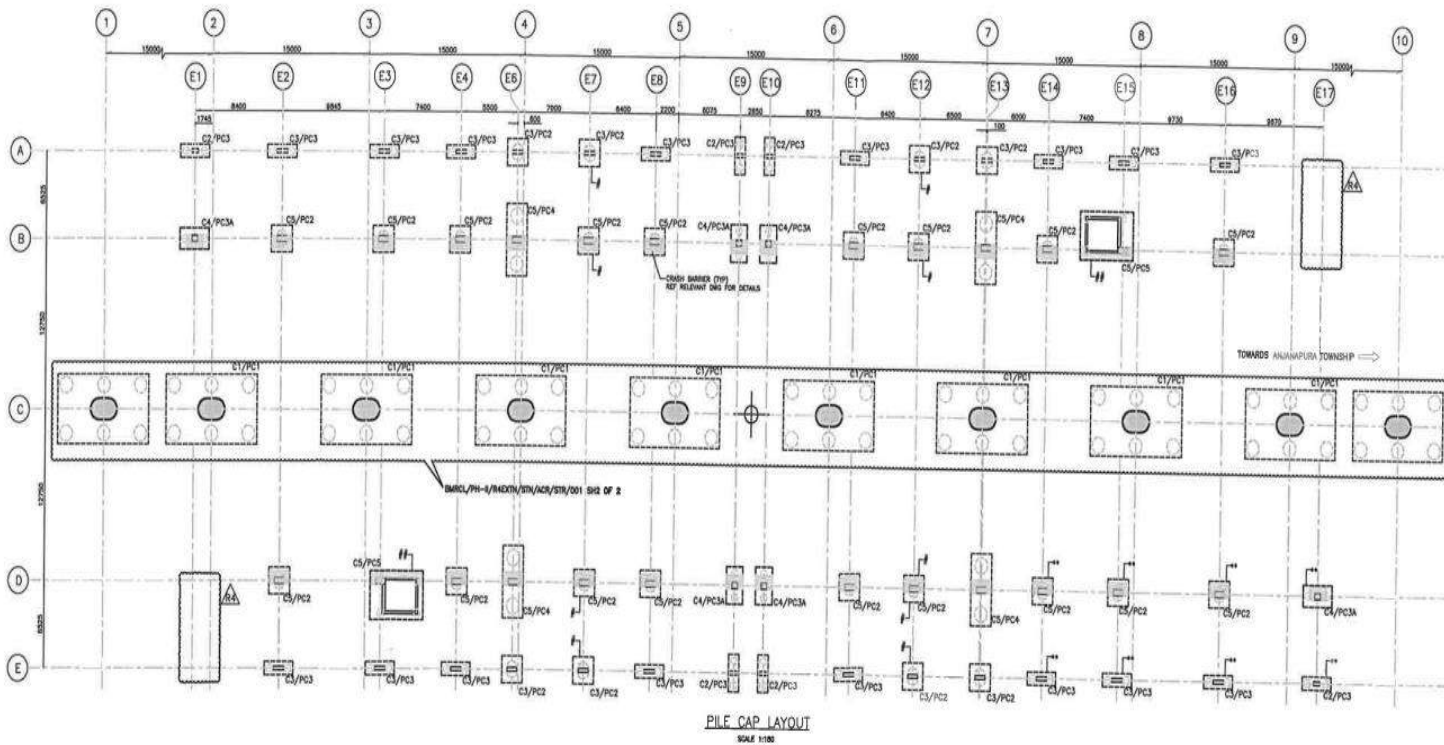 1 2 3 4 5 6 7 8 9 10
15000 15000 15000 15000 15000 15000 15000 15000 15000
E1 E2 E3 E4 E6 E7 E8 E9 E10 E11 E12 E13 E14 E15 E16 E17
8400 7400 7000 6400 2200 6075 2850 6275 6400 6500 6000 7400 9730 9870
1745 800 100
A
C2/PC3 C3/PC3 C3/PC3 C3/PC3 C3/PC2 C3/PC2 C3/PC3 C2/PC3 C2/PC3 C3/PC3 C3/PC2 C3/PC2 C3/PC3 C2/PC3 C3/PC3
R4
B
C4/PC3A C5/PC2 C5/PC2 C5/PC2 C5/PC4 C5/PC2 C5/PC2 C4/PC3A C4/PC3A C5/PC2 C5/PC2 C5/PC4 C5/PC2 C5/PC5 C5/PC2
CRASH BARRIER (TYP)
REF RELEVANT DWG FOR DETAILS
12750
TOWARDS ANJANAPURA TOWNSHIP
C
C1/PC1 C1/PC1 C1/PC1 C1/PC1 C1/PC1 C1/PC1 C1/PC1 C1/PC1
BMRCL/PH-II/R4EXTN/STN/ACR/STR/001 SH2 OF 2
12750
D
R4
C5/PC2 C5/PC5 C5/PC2 C5/PC4 C5/PC2 C5/PC2 C4/PC3A C4/PC3A C5/PC2 C5/PC2 C5/PC4 C5/PC2 C5/PC2 C5/PC2 C4/PC3A
E
C3/PC3 C3/PC3 C3/PC3 C3/PC2 C3/PC2 C3/PC3 C2/PC3 C2/PC3 C3/PC3 C3/PC2 C3/PC2 C3/PC3 C3/PC3 C3/PC3 C2/PC3
PILE CAP LAYOUT
SCALE 1:180